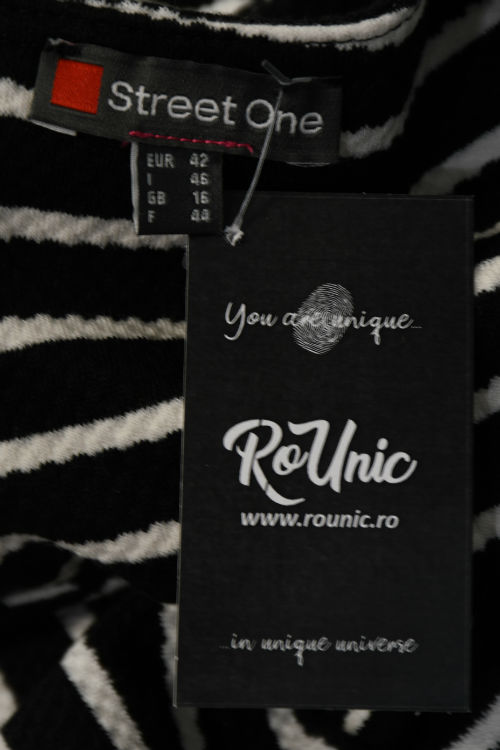 Street One
EUR 42
I 46
GB 16
F 44
You are unique...
RoUnic
www.rounic.ro
...in unique universe